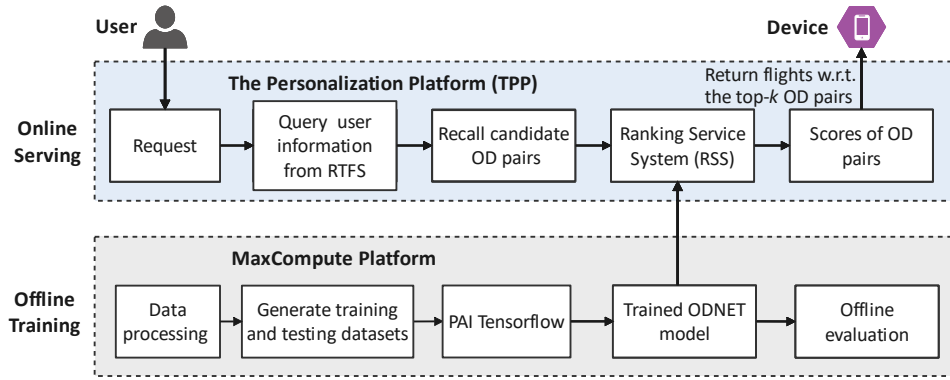 User
Device
The Personalization Platform (TPP)
Return flights w.r.t.
the top-k OD pairs
Online
Serving
Request
Query user
information
from RTFS
Recall candidate
OD pairs
Ranking Service
System (RSS)
Scores of OD
pairs
MaxCompute Platform
Offline
Training
Data
processing
Generate training
and testing datasets
PAI Tensorflow
Trained ODNET
model
Offline
evaluation